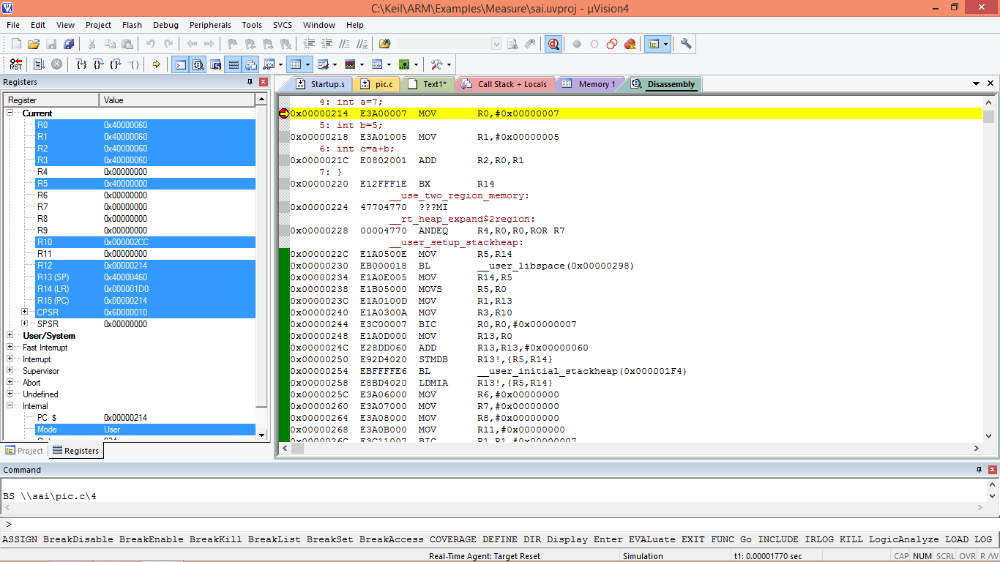 C:\Keil\ARM\Examples\Measure\sai.uvproj - µVision4
File Edit View Project Flash Debug Peripherals Tools SVCS Window Help
RST
Registers
Startup.s pic.c Text1* Call Stack + Locals Memory 1 Disassembly
Register Value
Current
R0 0x40000060
R1 0x40000060
R2 0x40000060
R3 0x40000060
R4 0x00000000
R5 0x40000000
R6 0x00000000
R7 0x00000000
R8 0x00000000
R9 0x00000000
R10 0x000002CC
R11 0x00000000
R12 0x00000214
R13 (SP) 0x40000460
R14 (LR) 0x000001D0
R15 (PC) 0x00000214
CPSR 0x60000010
SPSR 0x00000000
User/System
Fast Interrupt
Interrupt
Supervisor
Abort
Undefined
Internal
PC $ 0x00000214
Mode User
Project Registers
4: int a=7;
0x00000214 E3A00007 MOV R0,#0x00000007
5: int b=5;
0x00000218 E3A01005 MOV R1,#0x00000005
6: int c=a+b;
0x0000021C E0802001 ADD R2,R0,R1
7: }
0x00000220 E12FFF1E BX R14
__use_two_region_memory:
0x00000224 47704770 ???MI
__rt_heap_expand$2region:
0x00000228 00004770 ANDEQ R4,R0,R0,ROR R7
__user_setup_stackheap:
0x0000022C E1A0500E MOV R5,R14
0x00000230 EB000018 BL __user_libspace(0x00000298)
0x00000234 E1A0E005 MOV R14,R5
0x00000238 E1B05000 MOVS R5,R0
0x0000023C E1A0100D MOV R1,R13
0x00000240 E1A0300A MOV R3,R10
0x00000244 E3C00007 BIC R0,R0,#0x00000007
0x00000248 E1A0D000 MOV R13,R0
0x0000024C E28DD060 ADD R13,R13,#0x00000060
0x00000250 E92D4020 STMDB R13!,{R5,R14}
0x00000254 EBFFFFE6 BL __user_initial_stackheap(0x000001F4)
0x00000258 E8BD4020 LDMIA R13!,{R5,R14}
0x0000025C E3A06000 MOV R6,#0x00000000
0x00000260 E3A07000 MOV R7,#0x00000000
0x00000264 E3A08000 MOV R8,#0x00000000
0x00000268 E3A0B000 MOV R11,#0x00000000
0x0000026C E3C11007 BIC R1,R1,#0x00000007
Command
BS \\sai\pic.c\4
>
ASSIGN BreakDisable BreakEnable BreakKill BreakList BreakSet BreakAccess COVERAGE DEFINE DIR Display Enter EVALuate EXIT FUNC Go INCLUDE IRLOG KILL LogicAnalyze LOAD LOG
Real-Time Agent: Target Reset Simulation t1: 0.00001770 sec CAP NUM SCRL OVR R/W